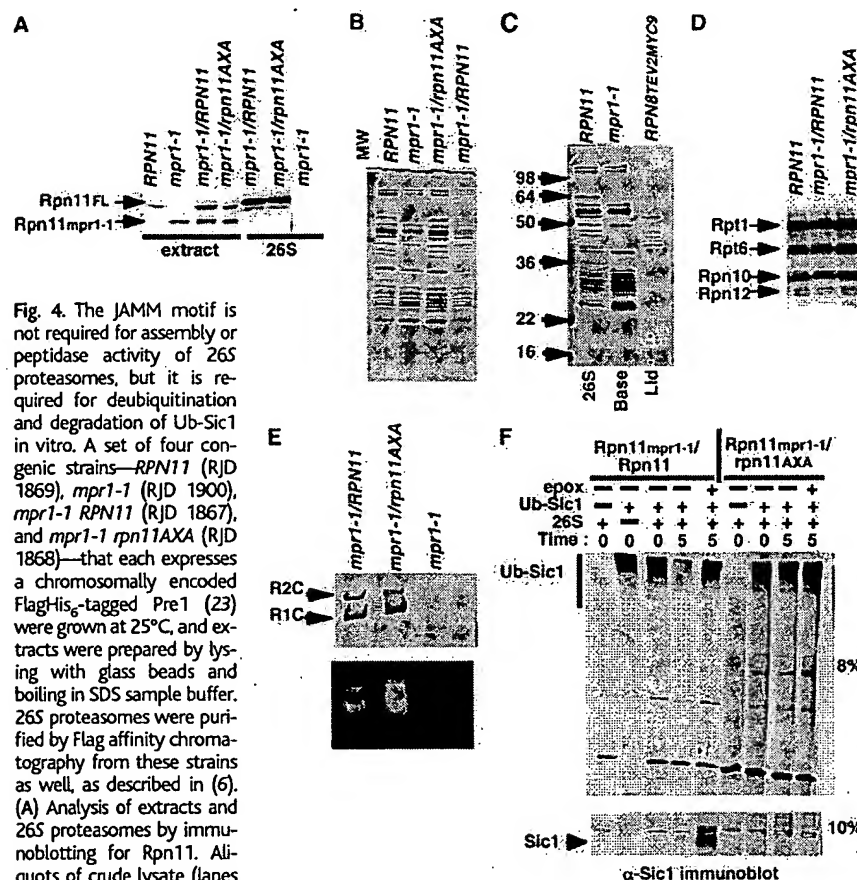 A
RPN11
mpr1-1
mpr1-1/RPN11
mpr1-1/rpn11AXA
mpr1-1/RPN11
mpr1-1/rpn11AXA
mpr1-1
Rpn11FL
Rpn11mpr1-1
extract
26S
B
MW
RPN11
mpr1-1
mpr1-1/rpn11AXA
mpr1-1/RPN11
C
RPN11
mpr1-1
RPN8TEV2MYC9
98
64
50
36
22
16
26S
Base
Lid
D
RPN11
mpr1-1/RPN11
mpr1-1/rpn11AXA
Rpt1
Rpt6
Rpn10
Rpn12
Fig. 4. The JAMM motif is
not required for assembly or
peptidase activity of 26S
proteasomes, but it is re-
quired for deubiquitination
and degradation of Ub-Sic1
in vitro. A set of four con-
genic strains—RPN11 (RJD
1869), mpr1-1 (RJD 1900),
mpr1-1 RPN11 (RJD 1867),
and mpr1-1 rpn11AXA (RJD
1868)—that each expresses
a chromosomally encoded
FlagHis6-tagged Pre1 (23)
were grown at 25°C, and ex-
tracts were prepared by lys-
ing with glass beads and
boiling in SDS sample buffer.
26S proteasomes were puri-
fied by Flag affinity chroma-
tography from these strains
as well, as described in (6).
(A) Analysis of extracts and
26S proteasomes by immu-
noblotting for Rpn11. Ali-
quots of crude lysate (lanes
E
mpr1-1/RPN11
mpr1-1/rpn11AXA
mpr1-1
R2C
R1C
F
Rpn11mpr1-1/
Rpn11
Rpn11mpr1-1/
rpn11AXA
epox − − − − + − − − +
Ub-Sic1 − + + + + − + + +
26S + − + + + + + + +
Time : 0 0 0 5 5 0 0 5 5
Ub-Sic1
8%
10%
Sic1
α-Sic1 immunoblot